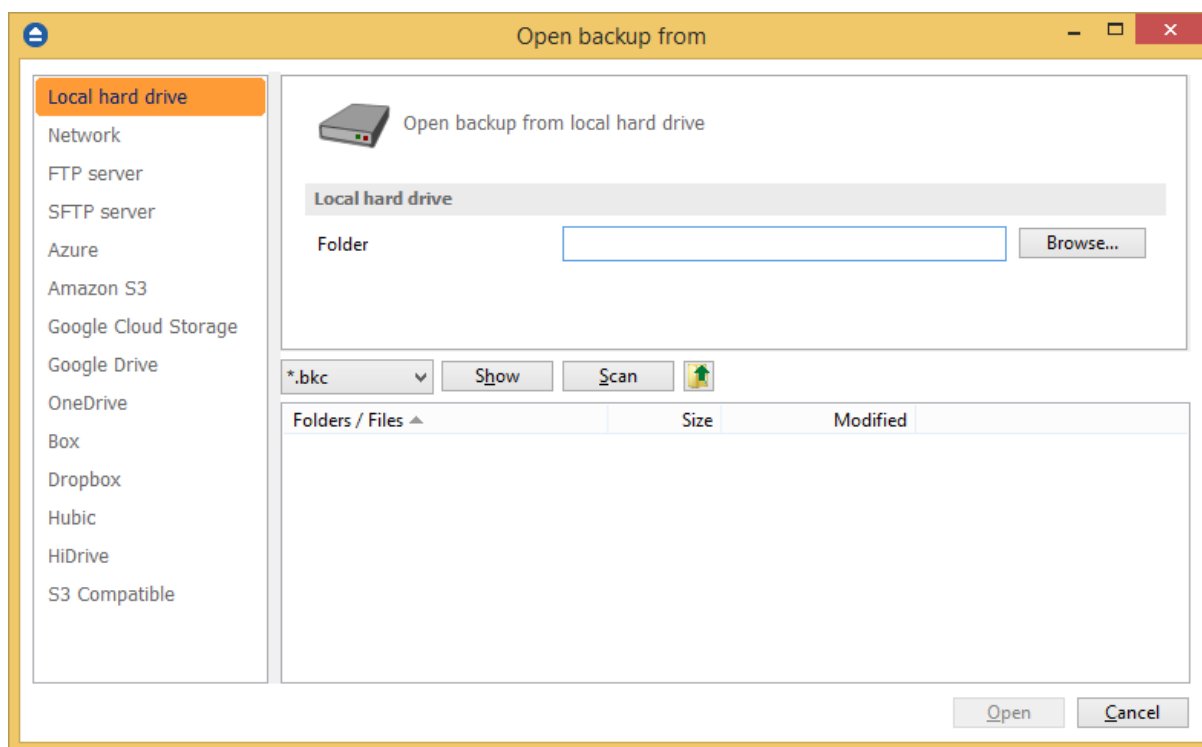 Open backup from
Local hard drive
Network
FTP server
SFTP server
Azure
Amazon S3
Google Cloud Storage
Google Drive
OneDrive
Box
Dropbox
Hubic
HiDrive
S3 Compatible
Open backup from local hard drive
Local hard drive
Folder Browse...
*.bkc Show Scan
Folders / Files Size Modified
Open Cancel